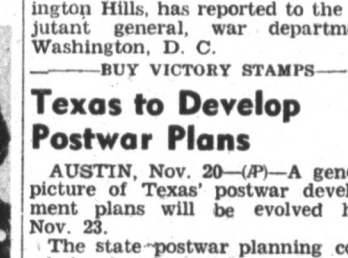 ington Hills, has reported to the
jutant general, war departm
Washington, D. C.
BUY VICTORY STAMPS
Texas to Develop
Postwar Plans
AUSTIN, Nov. 20—(AP)—A gene
picture of Texas' postwar devel
ment plans will be evolved h
Nov. 23.
The state postwar planning co